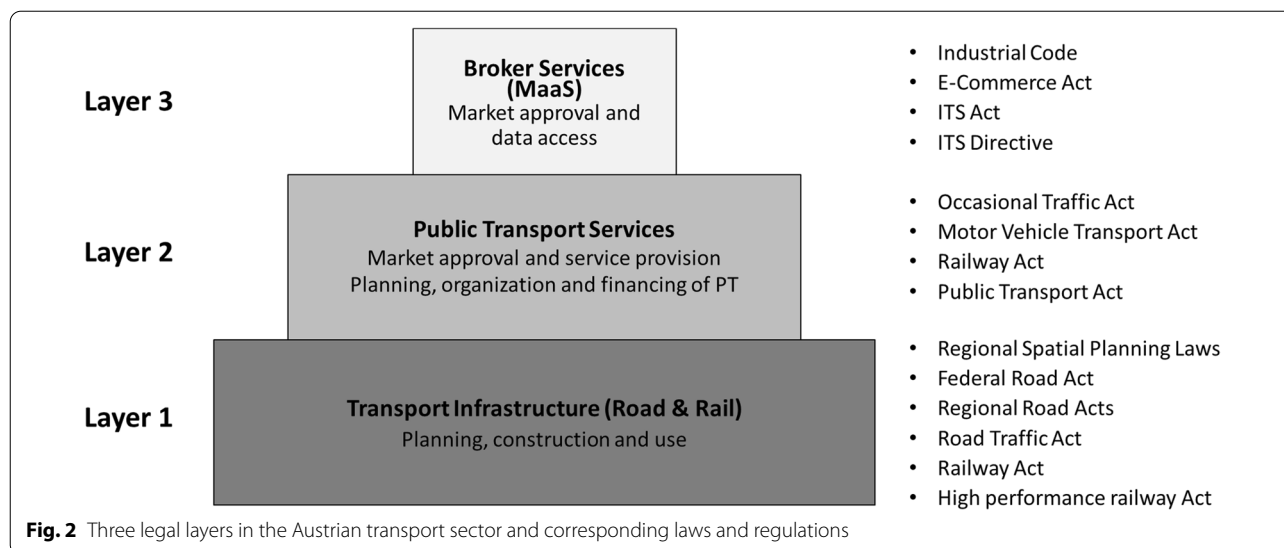 Layer 3
Broker Services
(MaaS)
Market approval and
data access
• Industrial Code
• E-Commerce Act
• ITS Act
• ITS Directive
Layer 2
Public Transport Services
Market approval and service provision
Planning, organization and financing of PT
• Occasional Traffic Act
• Motor Vehicle Transport Act
• Railway Act
• Public Transport Act
Layer 1
Transport Infrastructure (Road & Rail)
Planning, construction and use
• Regional Spatial Planning Laws
• Federal Road Act
• Regional Road Acts
• Road Traffic Act
• Railway Act
• High performance railway Act
Fig. 2 Three legal layers in the Austrian transport sector and corresponding laws and regulations